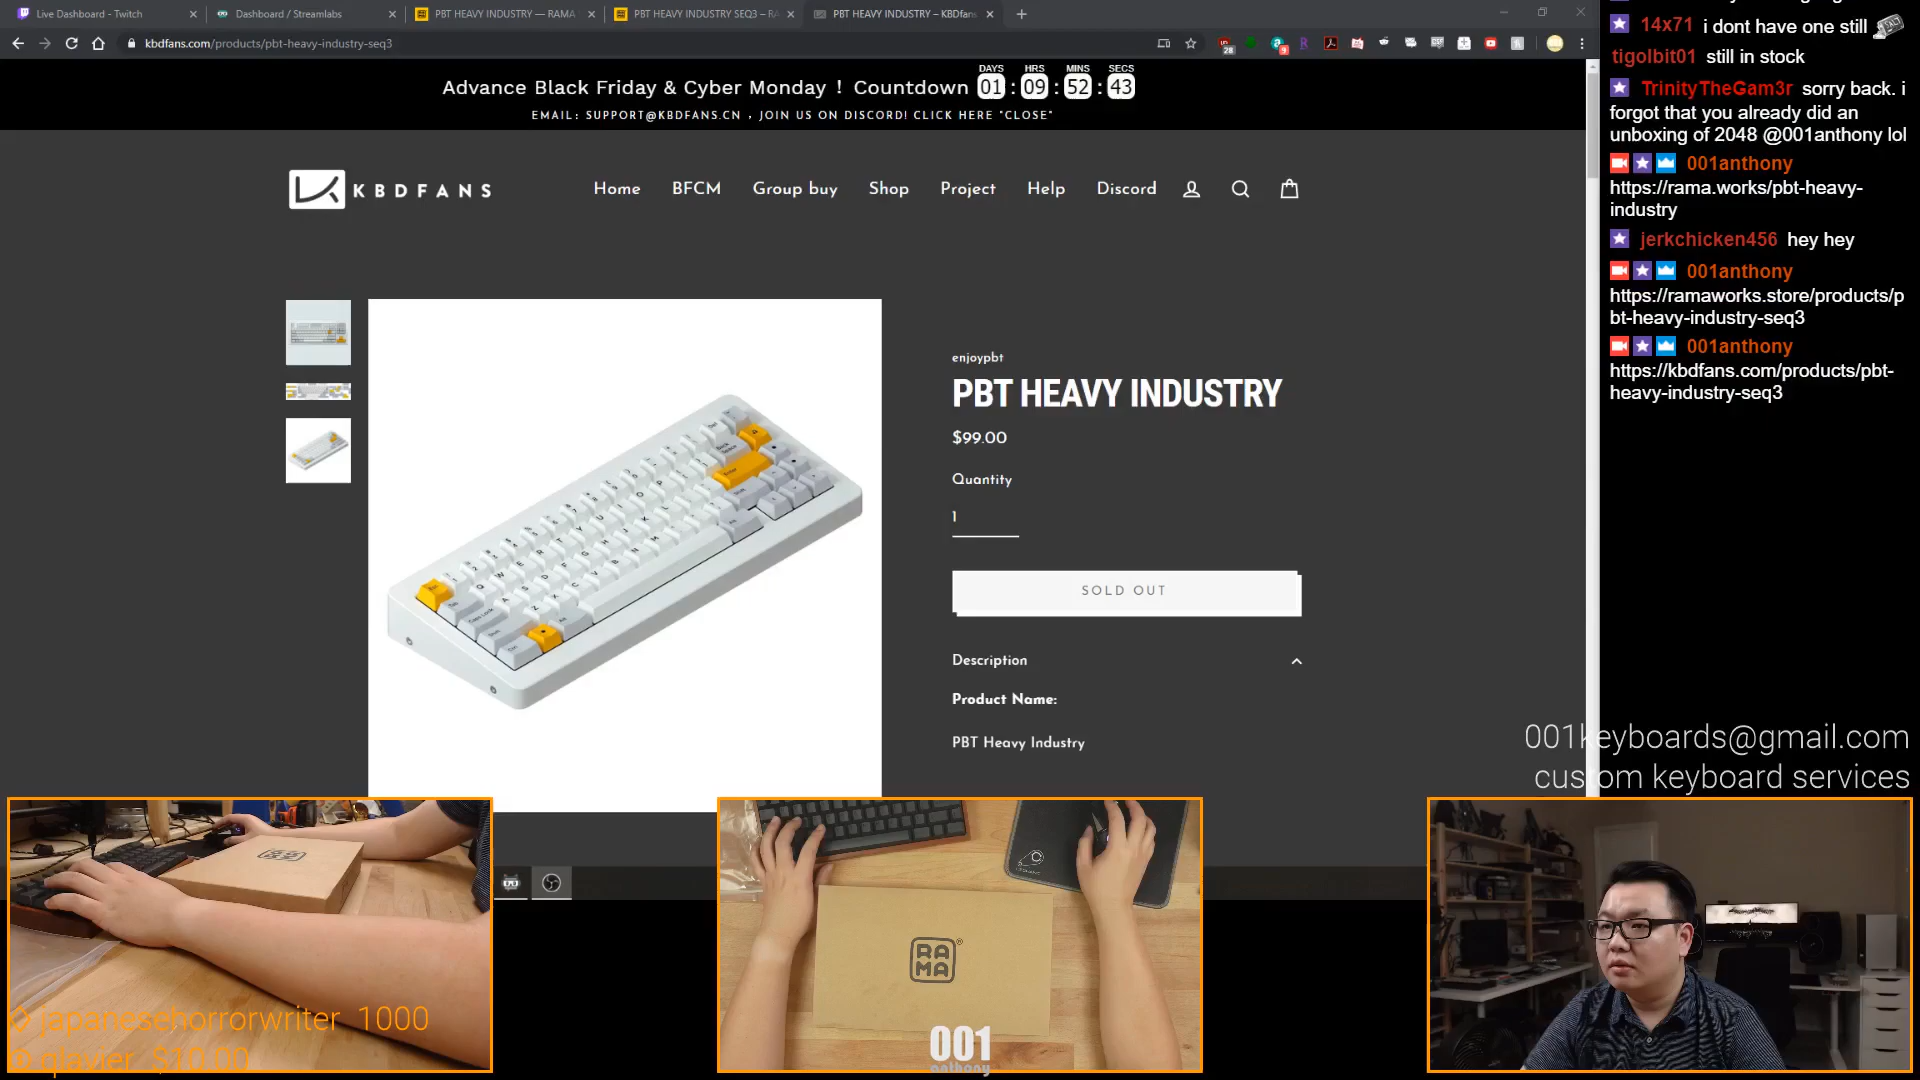 Live Dashboard - Twitch
Dashboard / Streamlabs
PBT HEAVY INDUSTRY — RAMA
PBT HEAVY INDUSTRY SEQ3 – RA
PBT HEAVY INDUSTRY – KBDfans
kbdfans.com/products/pbt-heavy-industry-seq3
28
9
Advance Black Friday & Cyber Monday ! Countdown
DAYS HRS MINS SECS
01 : 09 : 52 : 43
EMAIL: SUPPORT@KBDFANS.CN , JOIN US ON DISCORD! CLICK HERE "CLOSE"
KBDFANS
Home BFCM Group buy Shop Project Help Discord
enjoypbt
PBT HEAVY INDUSTRY
$99.00
Quantity
1
SOLD OUT
Description
Product Name:
PBT Heavy Industry
14x71 i dont have one still
tigolbit01 still in stock
TrinityTheGam3r sorry back. i
forgot that you already did an
unboxing of 2048 @001anthony lol
001anthony
https://rama.works/pbt-heavy-
industry
jerkchicken456 hey hey
001anthony
https://ramaworks.store/products/p
bt-heavy-industry-seq3
001anthony
https://kbdfans.com/products/pbt-
heavy-industry-seq3
001keyboards@gmail.com
custom keyboard services
japanesehorrorwriter 1000
qlavier $10.00
RA
MA
001
anthony